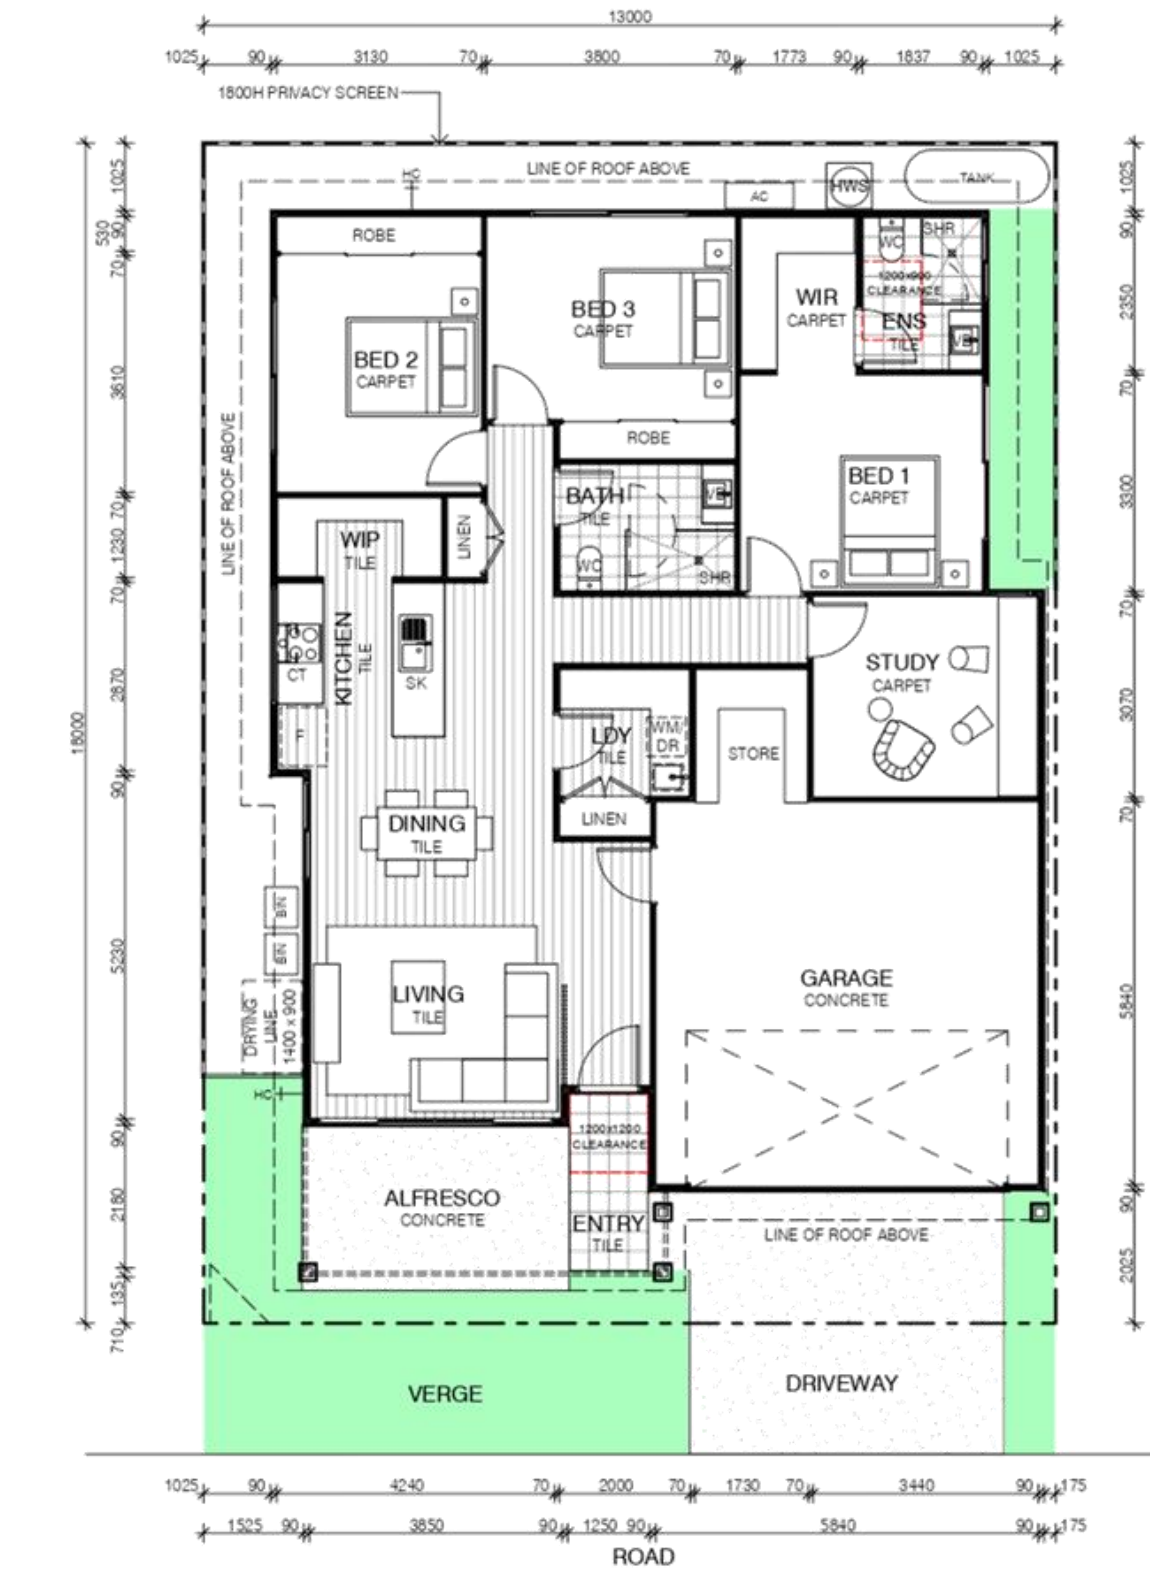 13000
1025 90 3130 70 3800 70 1773 90 1837 90 1025
1800H PRIVACY SCREEN
LINE OF ROOF ABOVE
HC
AC
HWS
TANK
ROBE
BED 2
CARPET
BED 3
CARPET
ROBE
WIR
CARPET
WC
SHR
1200x900
CLEARANCE
ENS
TILE
VB
BED 1
CARPET
BATH
TILE
VB
WC
SHR
LINEN
WIP
TILE
KITCHEN
TILE
CT
SK
F
STUDY
CARPET
LDY
TILE
WM/
DR
STORE
LINEN
DINING
TILE
LIVING
TILE
GARAGE
CONCRETE
LINE OF ROOF ABOVE
BIN
BIN
DRYING
LINE
1400 x 900
HC
1200x1200
CLEARANCE
ALFRESCO
CONCRETE
ENTRY
TILE
LINE OF ROOF ABOVE
VERGE
DRIVEWAY
18000
1025
530
90
70
3610
70
1230
70
2870
90
5230
90
2180
135
710
1025
90
2350
70
3300
70
3070
70
5840
90
2025
1025 90 4240 70 2000 70 1730 70 3440 90 175
1525 90 3850 90 1250 90 5840 90 175
ROAD